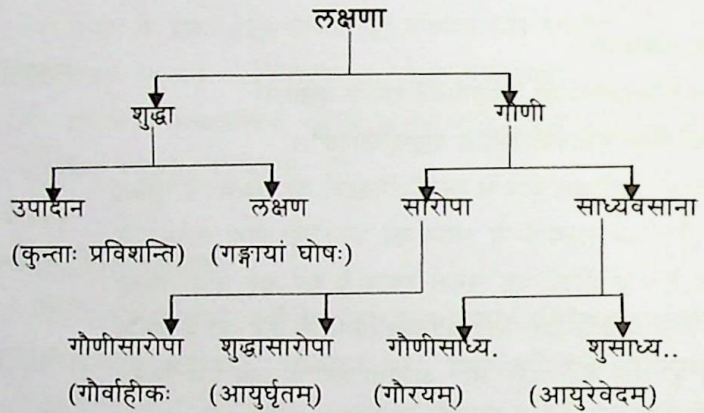 लक्षणा
शुद्धा गौणी
उपादान लक्षण सारोपा साध्यवसाना
(कुन्ताः प्रविशन्ति) (गङ्गायां घोषः)
गौणीसारोपा शुद्धासारोपा गौणीसाध्य. शुसाध्य..
(गौर्वाहीकः (आयुर्घृतम्) (गौरयम्) (आयुरेवेदम्)